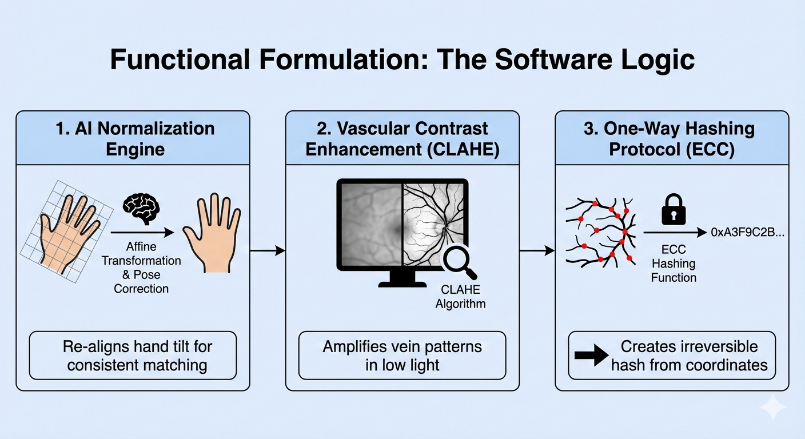 Functional Formulation: The Software Logic
1. AI Normalization
Engine
Affine
Transformation
& Pose
Correction
Re-aligns hand tilt for
consistent matching
2. Vascular Contrast
Enhancement (CLAHE)
CLAHE
Algorithm
Amplifies vein patterns
in low light
3. One-Way Hashing
Protocol (ECC)
0xA3F9C2B...
ECC
Hashing
Function
Creates irreversible
hash from coordinates